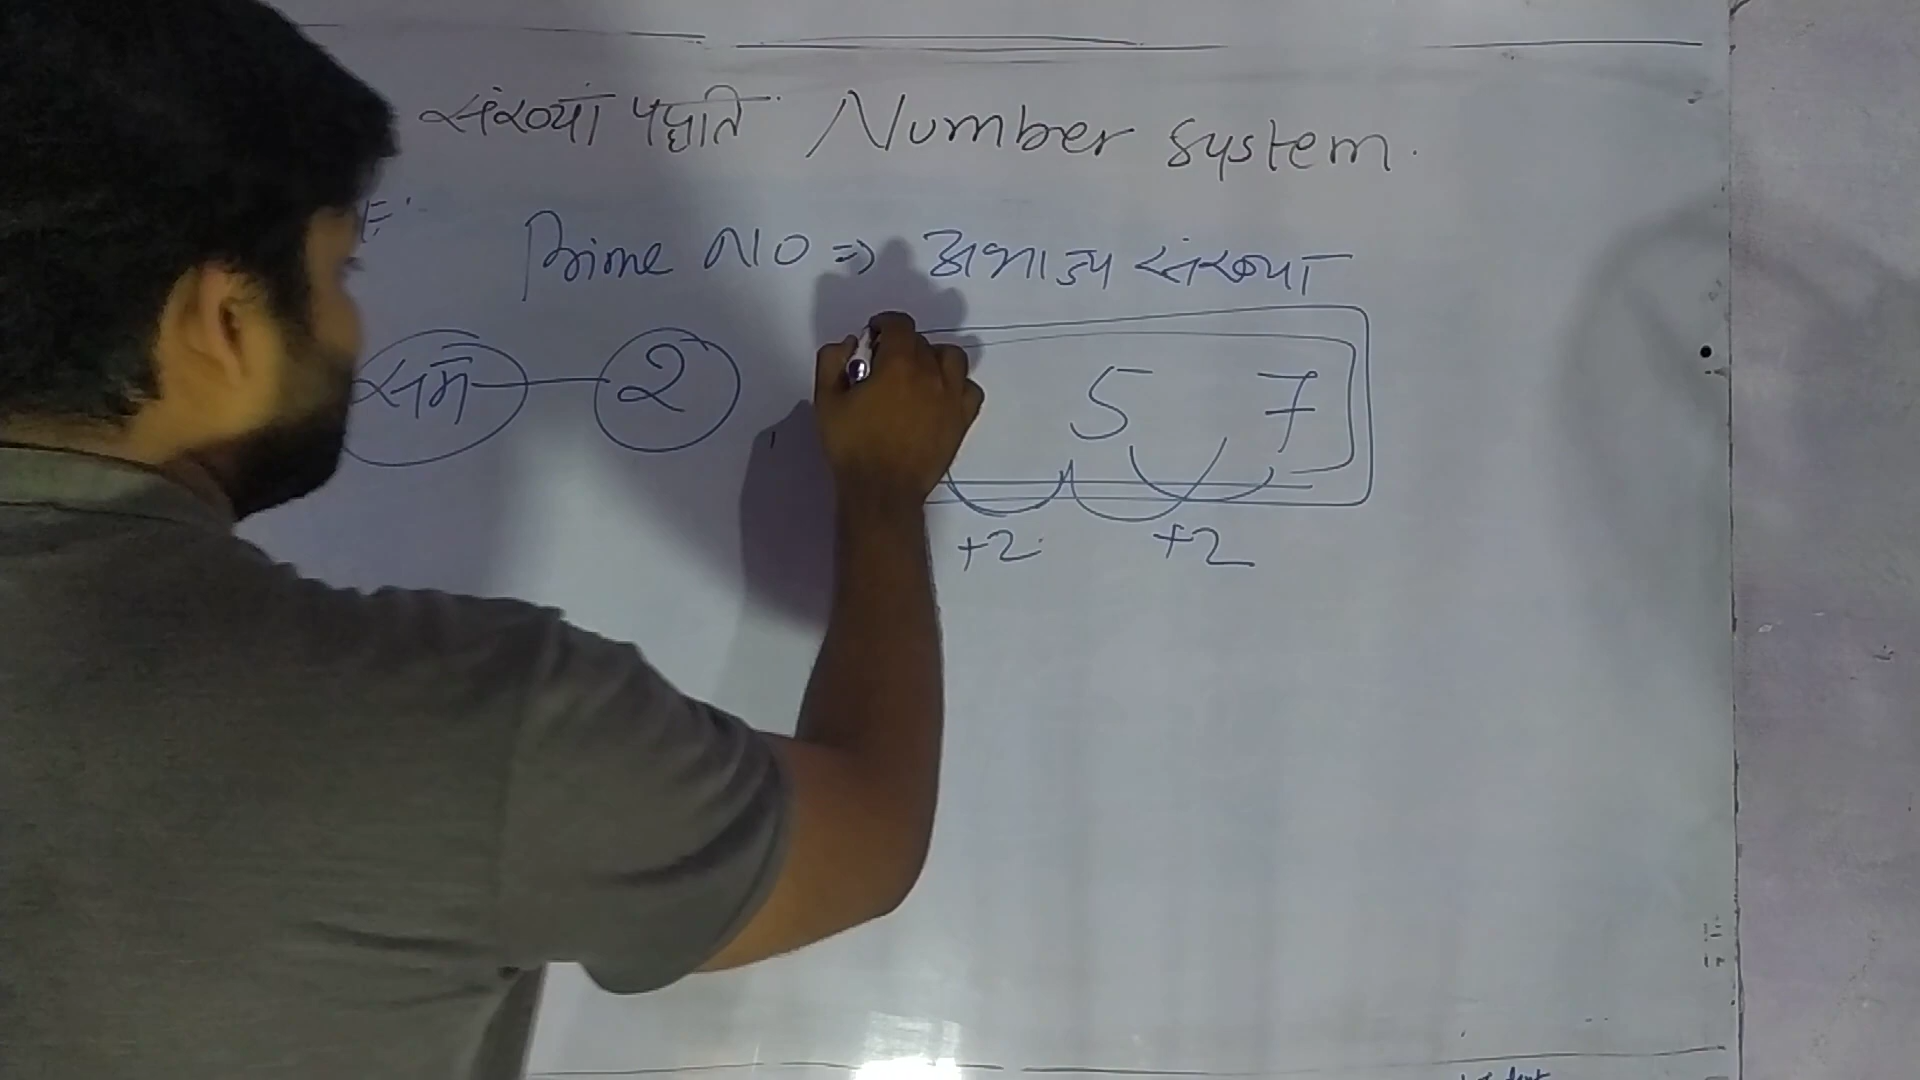 संख्या पद्धति Number System.
Prime NO => अभाज्य संख्या
सम 2 5 7
+2 +2